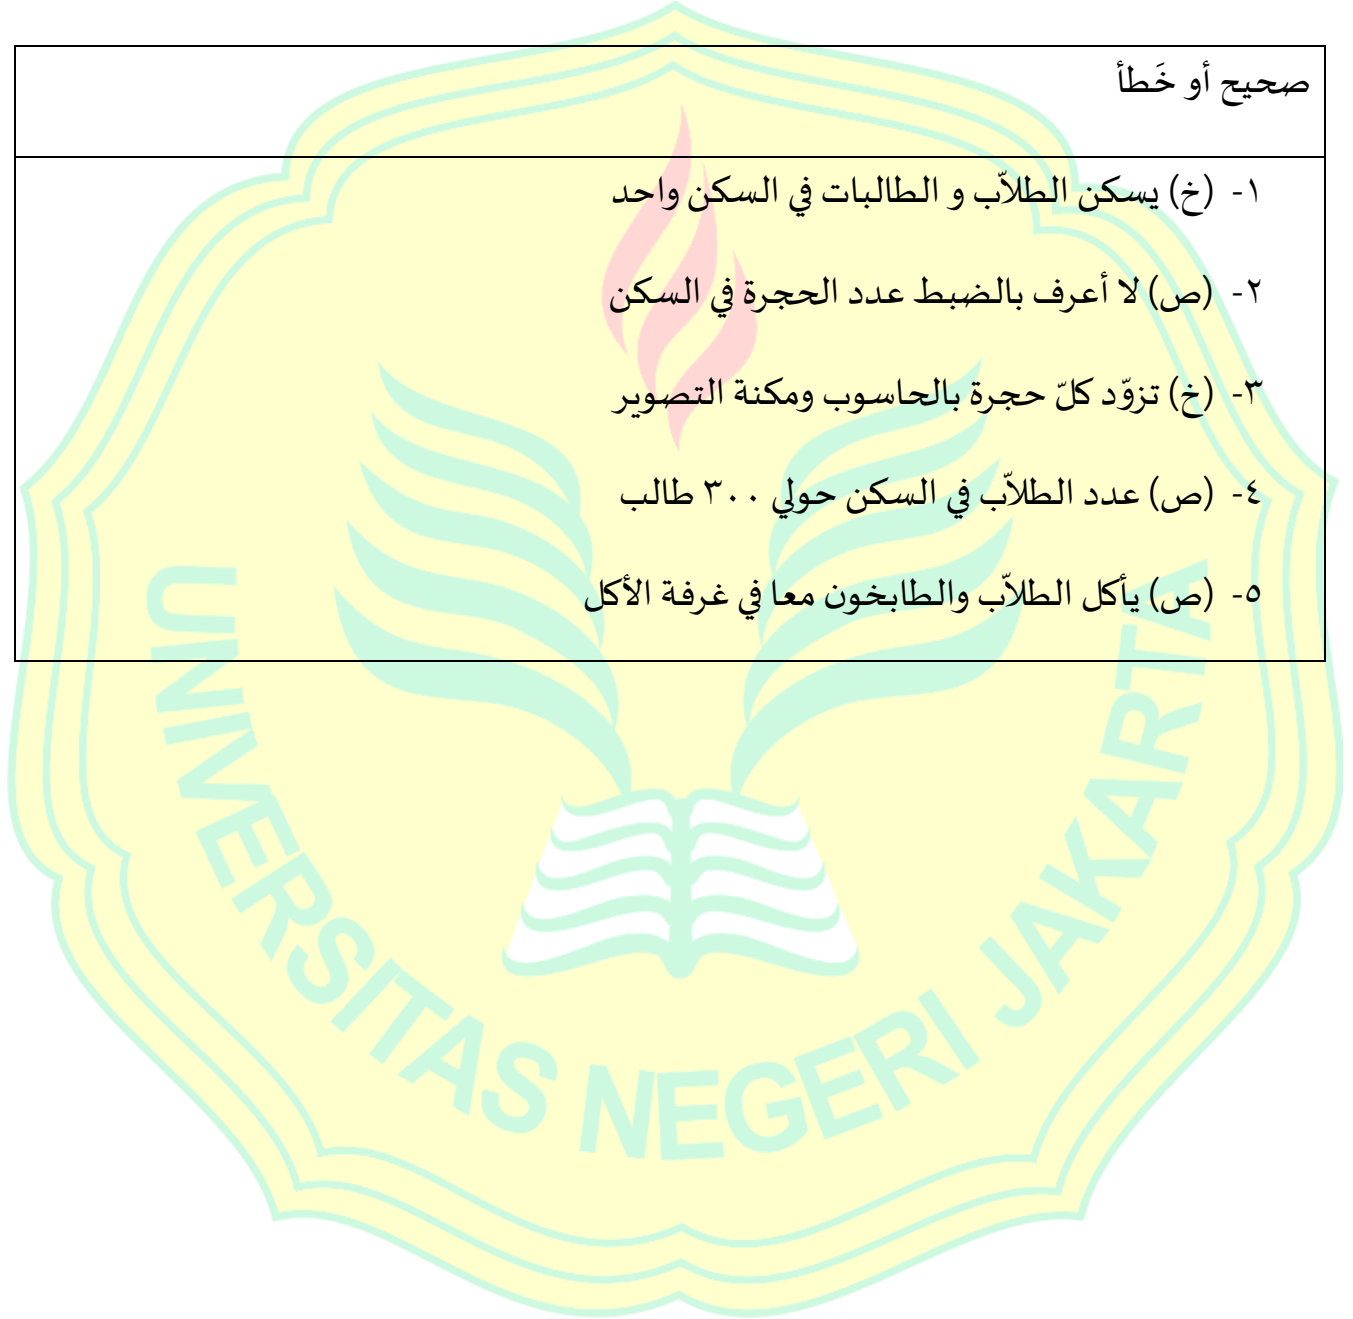 صحيح أو خَطأ
١- (خ) يسكن الطلاّب و الطالبات في السكن واحد
٢- (ص) لا أعرف بالضبط عدد الحجرة في السكن
٣- (خ) تزوّد كلّ حجرة بالحاسوب ومكنة التصوير
٤- (ص) عدد الطلاّب في السكن حولي ٣٠٠ طالب
٥- (ص) يأكل الطلاّب والطابخون معا في غرفة الأكل
UNIVERSITAS NEGERI JAKARTA